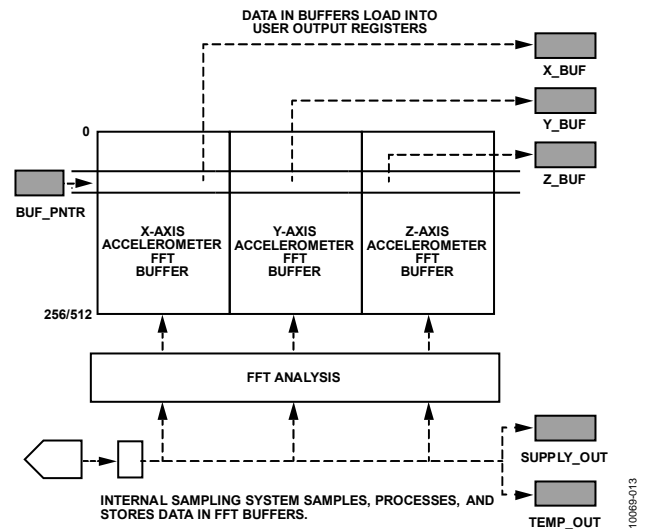 DATA IN BUFFERS LOAD INTO
USER OUTPUT REGISTERS
X_BUF
Y_BUF
0
Z_BUF
BUF_PNTR
X-AXIS
ACCELEROMETER
FFT
BUFFER
Y-AXIS
ACCELEROMETER
FFT
BUFFER
Z-AXIS
ACCELEROMETER
FFT
BUFFER
256/512
FFT ANALYSIS
SUPPLY_OUT
INTERNAL SAMPLING SYSTEM SAMPLES, PROCESSES, AND
STORES DATA IN FFT BUFFERS.
TEMP_OUT
10069-013